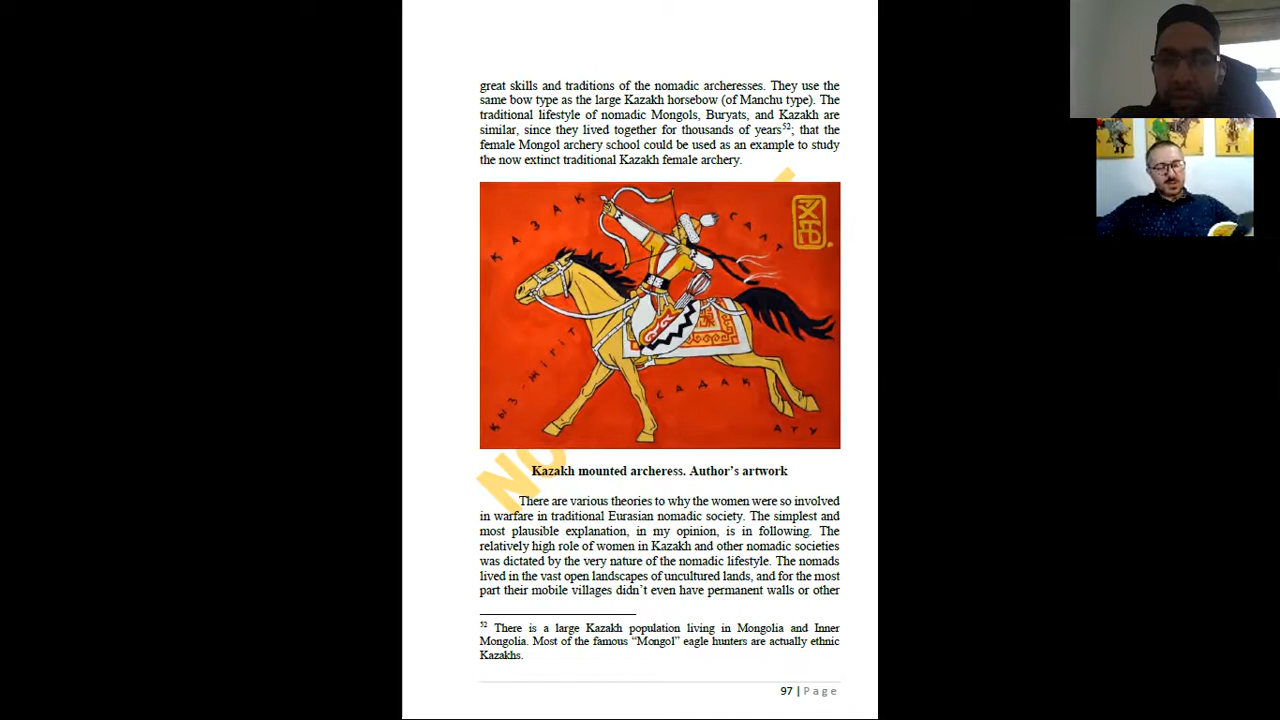 great skills and traditions of the nomadic archeresses. They use the
same bow type as the large Kazakh horsebow (of Manchu type). The
traditional lifestyle of nomadic Mongols, Buryats, and Kazakh are
similar, since they lived together for thousands of years52; that the
female Mongol archery school could be used as an example to study
the now extinct traditional Kazakh female archery.
ҚАЗАҚ
САЛТ
ҚЫЗ-ЖІГІТ
САДАҚ
АТУ
NO
Kazakh mounted archeress. Author's artwork
There are various theories to why the women were so involved
in warfare in traditional Eurasian nomadic society. The simplest and
most plausible explanation, in my opinion, is in following. The
relatively high role of women in Kazakh and other nomadic societies
was dictated by the very nature of the nomadic lifestyle. The nomads
lived in the vast open landscapes of uncultured lands, and for the most
part their mobile villages didn't even have permanent walls or other
52 There is a large Kazakh population living in Mongolia and Inner
Mongolia. Most of the famous “Mongol” eagle hunters are actually ethnic
Kazakhs.
97 | Page